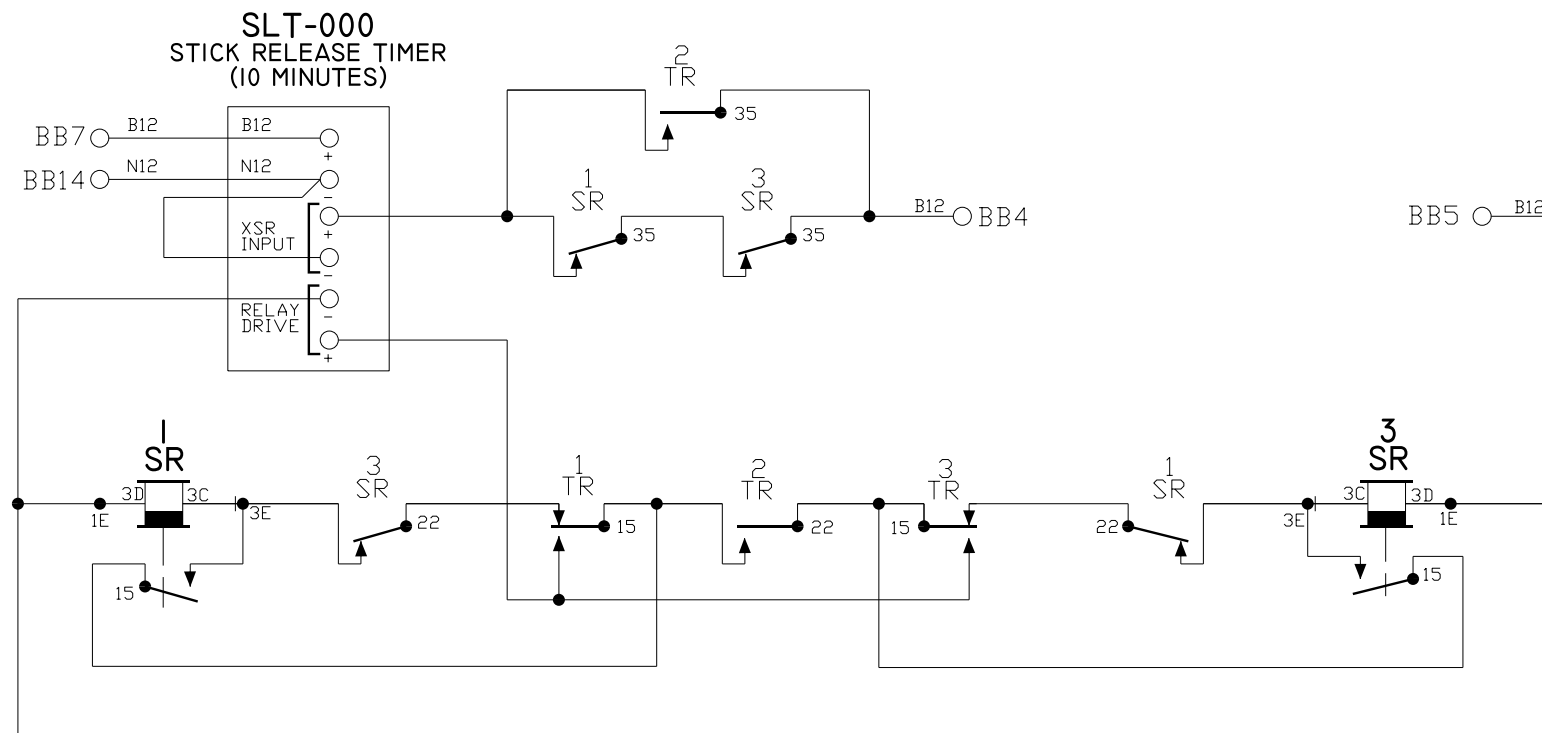 SLT-000
STICK RELEASE TIMER
(10 MINUTES)
2
TR
35
BB7
B12
B12
+
BB14
N12
N12
-
XSR
INPUT
+
-
1
SR
35
3
SR
35
B12
BB4
BB5
B12
RELAY
DRIVE
-
+
1
SR
3D
3C
1E
3E
15
3
SR
22
1
TR
15
2
TR
22
3
TR
15
1
SR
22
3
SR
3C
3D
3E
1E
15